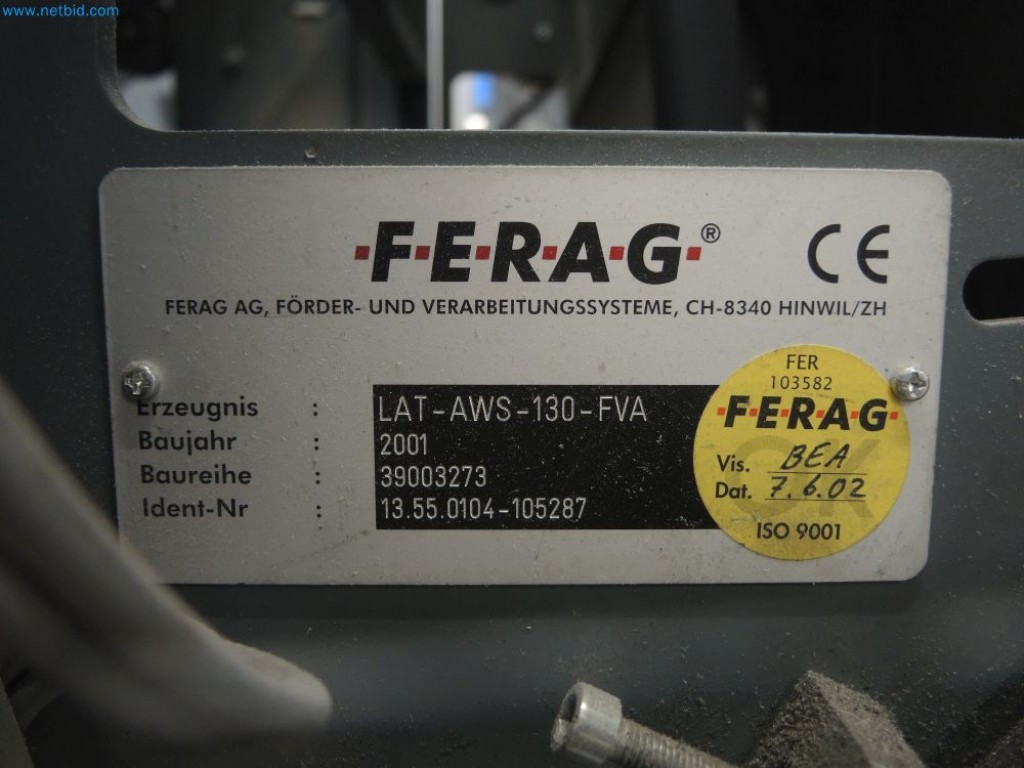 www.netbid.com
·F·E·R·A·G·®
CE
FERAG AG, FÖRDER- UND VERARBEITUNGSSYSTEME, CH-8340 HINWIL/ZH
Erzeugnis : LAT-AWS-130-FVA
Baujahr : 2001
Baureihe : 39003273
Ident-Nr : 13.55.0104-105287
FER
103582
·F·E·R·A·G·
OK
Vis. BEA
Dat. 7.6.02
ISO 9001